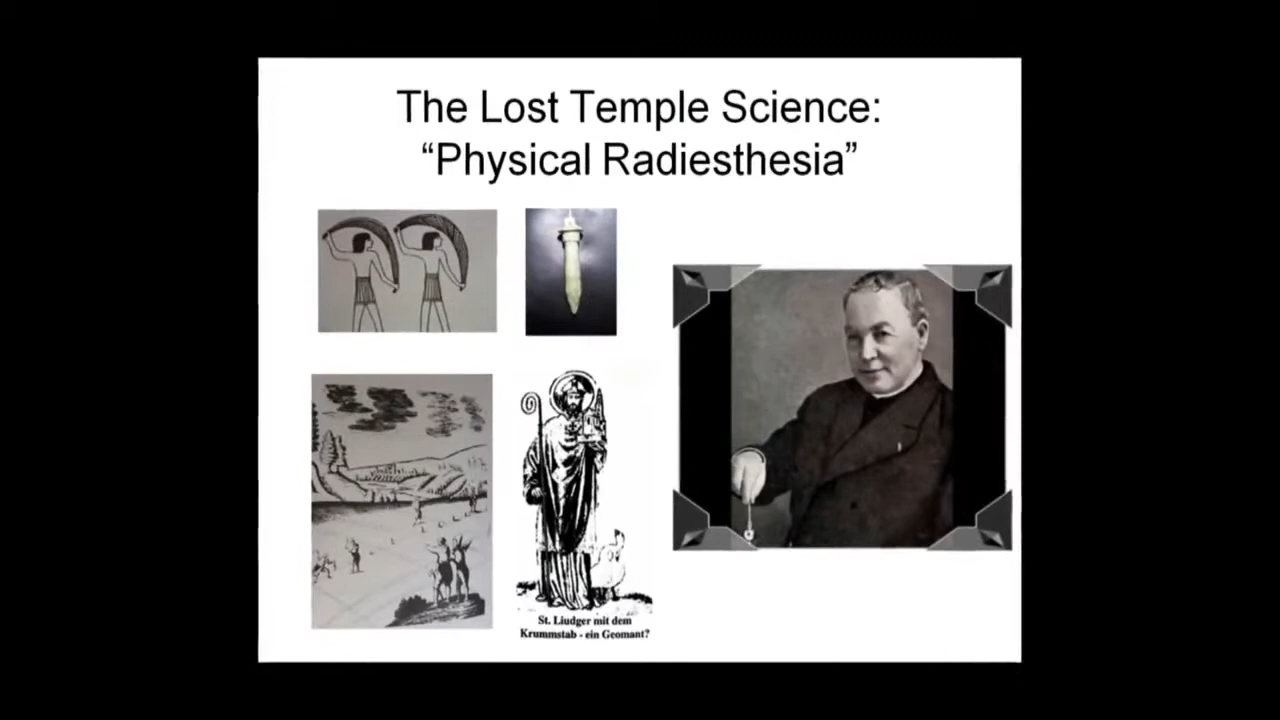 The Lost Temple Science:
“Physical Radiesthesia”
St. Liudger mit dem
Krummstab - ein Geomant?